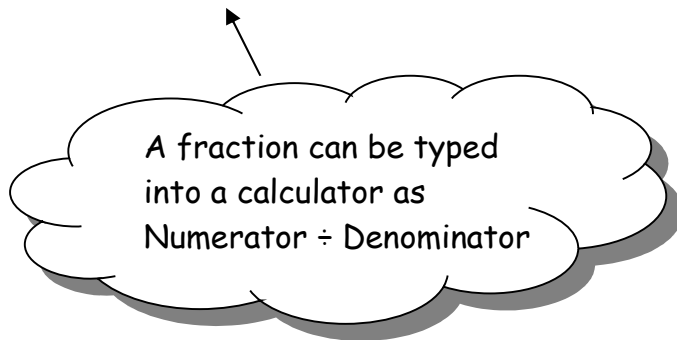 A fraction can be typed
into a calculator as
Numerator ÷ Denominator